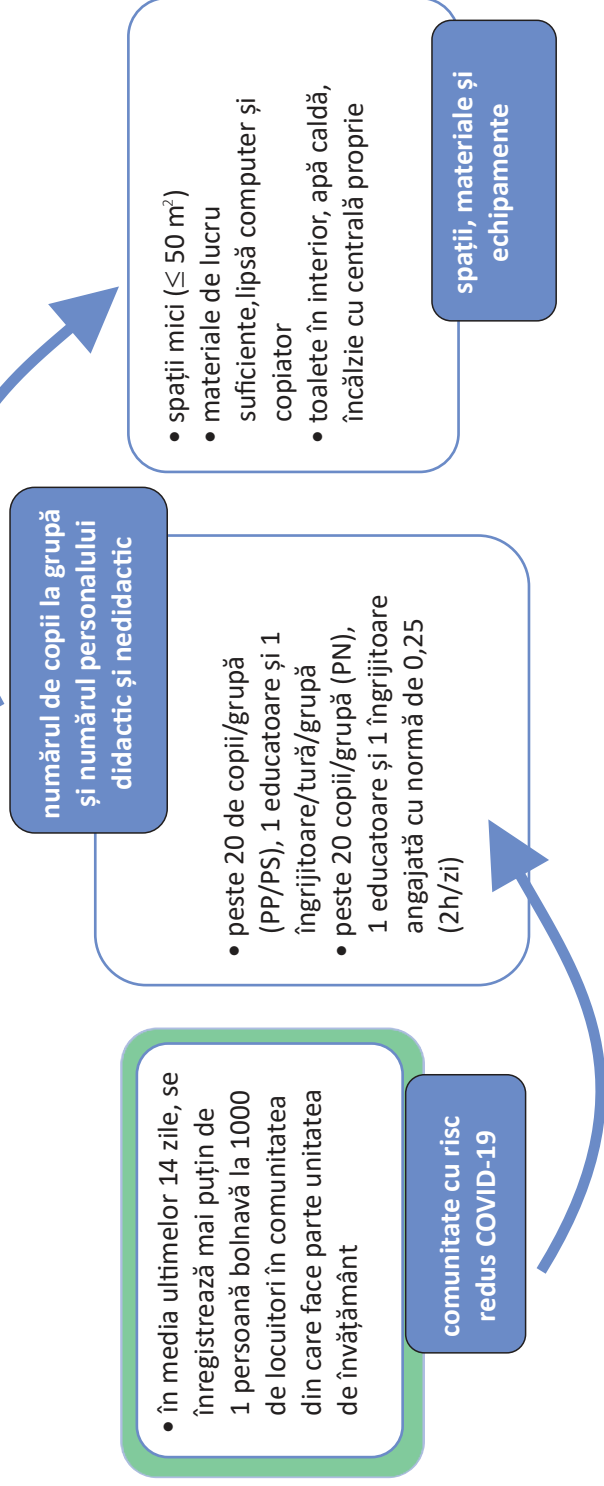 • în media ultimelor 14 zile, se
înregistrează mai puțin de
1 persoană bolnavă la 1000
de locuitori în comunitatea
din care face parte unitatea
de învățământ
comunitate cu risc
redus COVID-19
numărul de copii la grupă
și numărul personalului
didactic și nedidactic
• peste 20 de copii/grupă
(PP/PS), 1 educatoare și 1
îngrijitoare/tură/grupă
• peste 20 copii/grupă (PN),
1 educatoare și 1 îngrijitoare
angajată cu normă de 0,25
(2h/zi)
• spații mici (≤ 50 m²)
• materiale de lucru
suficiente,lipsă computer și
copiator
• toalete în interior, apă caldă,
încălzie cu centrală proprie
spații, materiale și
echipamente